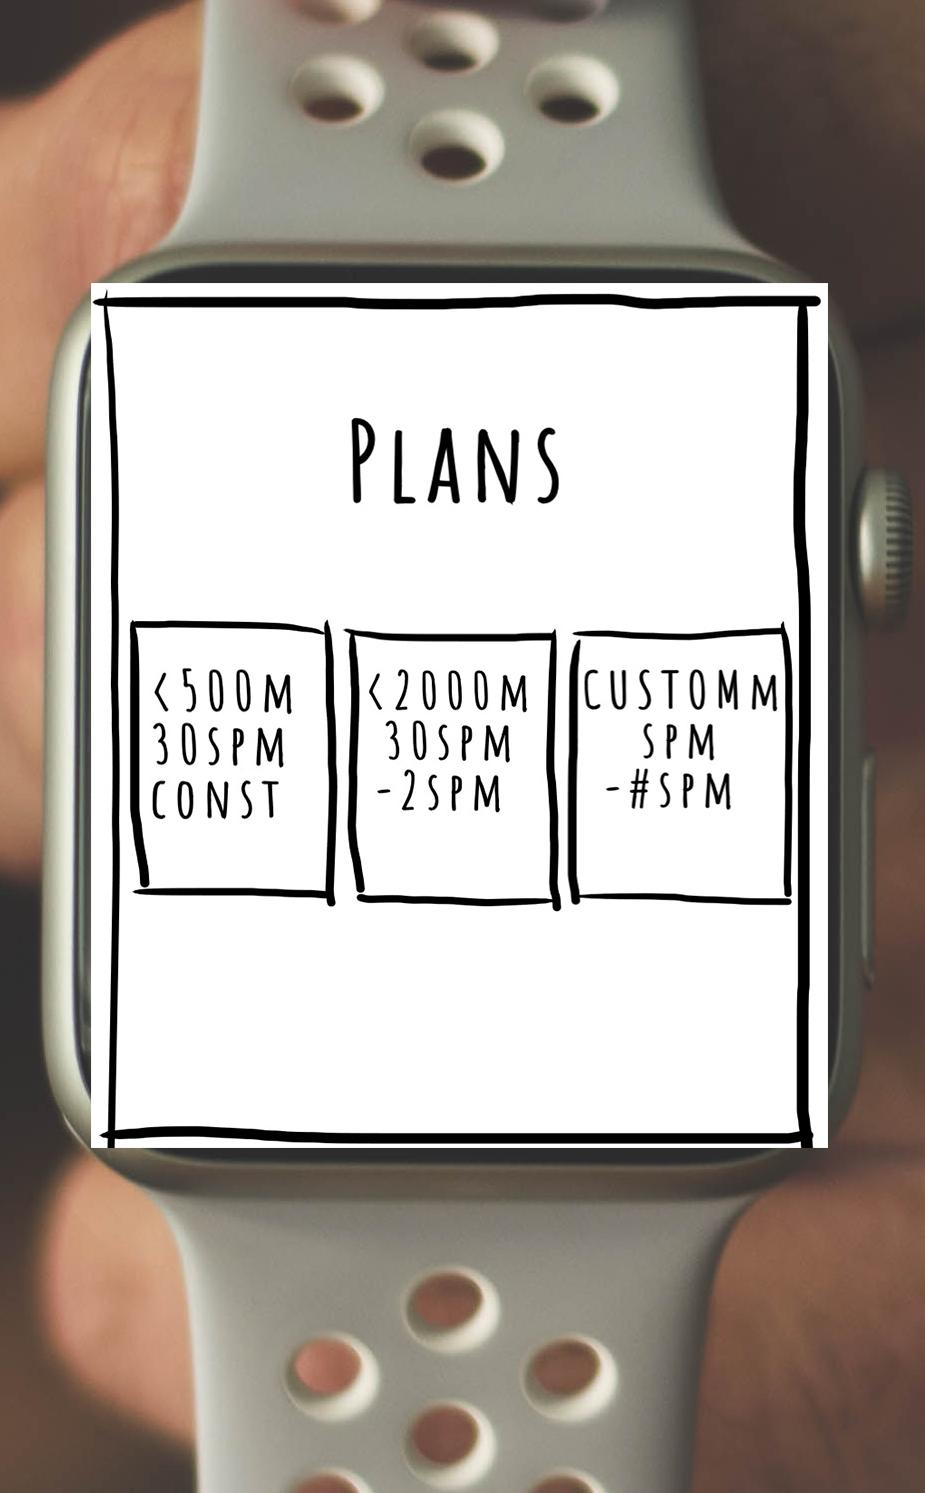 PLANS
<500M
30SPM
CONST
<2000M
30SPM
-2SPM
CUSTOMM
SPM
-#SPM